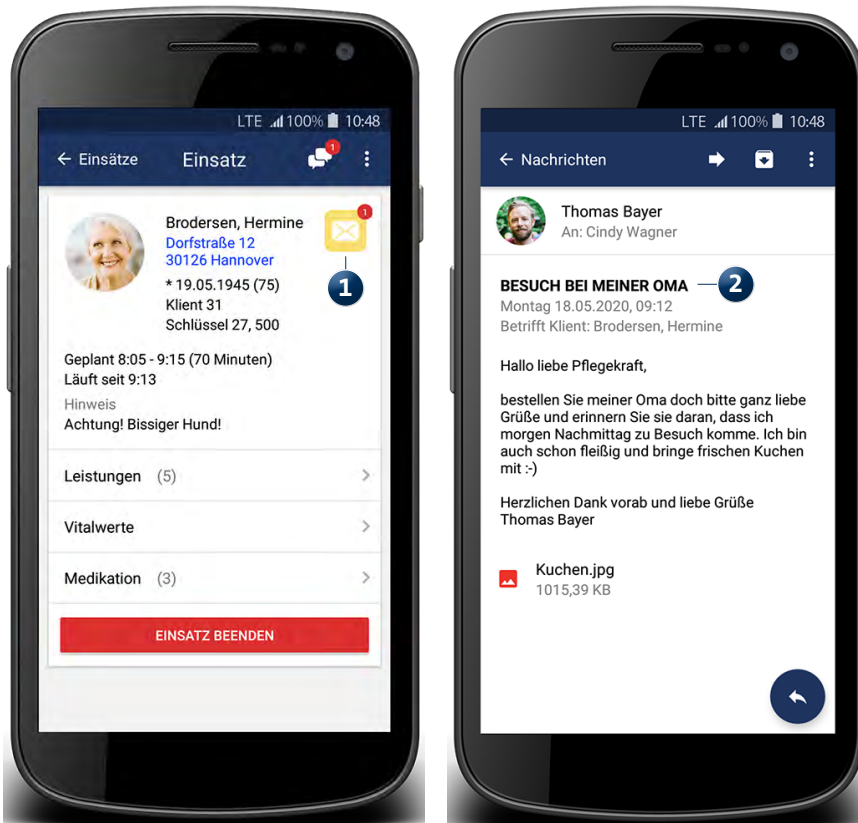 LTE 100% 10:48
Einsätze Einsatz 1
Brodersen, Hermine 1
Dorfstraße 12
30126 Hannover
* 19.05.1945 (75)
1
Klient 31
Schlüssel 27, 500
Geplant 8:05 - 9:15 (70 Minuten)
Läuft seit 9:13
Hinweis
Achtung! Bissiger Hund!
Leistungen (5)
Vitalwerte
Medikation (3)
EINSATZ BEENDEN
LTE 100% 10:48
Nachrichten
Thomas Bayer
An: Cindy Wagner
BESUCH BEI MEINER OMA 2
Montag 18.05.2020, 09:12
Betrifft Klient: Brodersen, Hermine
Hallo liebe Pflegekraft,
bestellen Sie meiner Oma doch bitte ganz liebe
Grüße und erinnern Sie sie daran, dass ich
morgen Nachmittag zu Besuch komme. Ich bin
auch schon fleißig und bringe frischen Kuchen
mit :-)
Herzlichen Dank vorab und liebe Grüße
Thomas Bayer
Kuchen.jpg
1015,39 KB